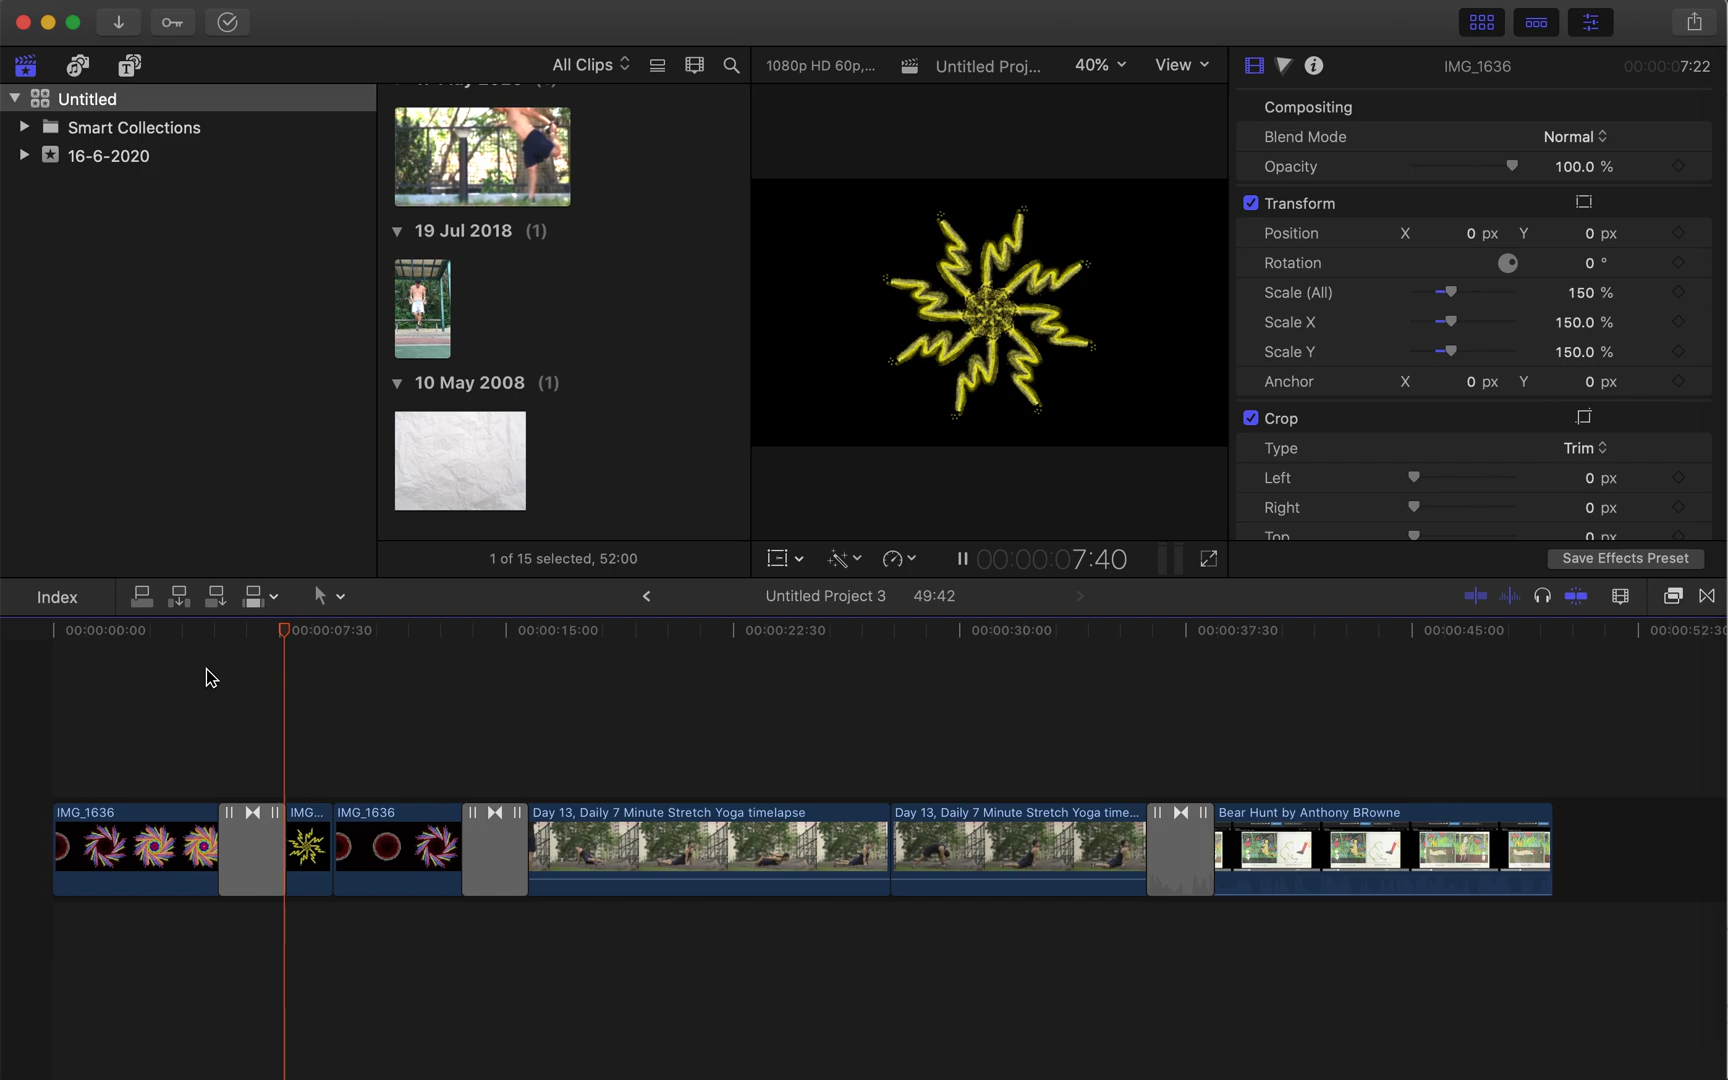 All Clips
1080p HD 60p,...
Untitled Proj...
40%
View
IMG_1636
00:00:07:22
Untitled
Smart Collections
16-6-2020
19 Jul 2018 (1)
10 May 2008 (1)
1 of 15 selected, 52:00
Compositing
Blend Mode
Normal
Opacity
100.0 %
Transform
Position X 0 px Y 0 px
Rotation
0 °
Scale (All)
150 %
Scale X
150.0 %
Scale Y
150.0 %
Anchor X 0 px Y 0 px
Crop
Type
Trim
Left
0 px
Right
0 px
Top
0 px
00:00:07:40
Save Effects Preset
Index
Untitled Project 3
49:42
00:00:00:00
00:00:07:30
00:00:15:00
00:00:22:30
00:00:30:00
00:00:37:30
00:00:45:00
00:00:52:30
IMG_1636
IMG...
IMG_1636
Day 13, Daily 7 Minute Stretch Yoga timelapse
Day 13, Daily 7 Minute Stretch Yoga time...
Bear Hunt by Anthony BRowne